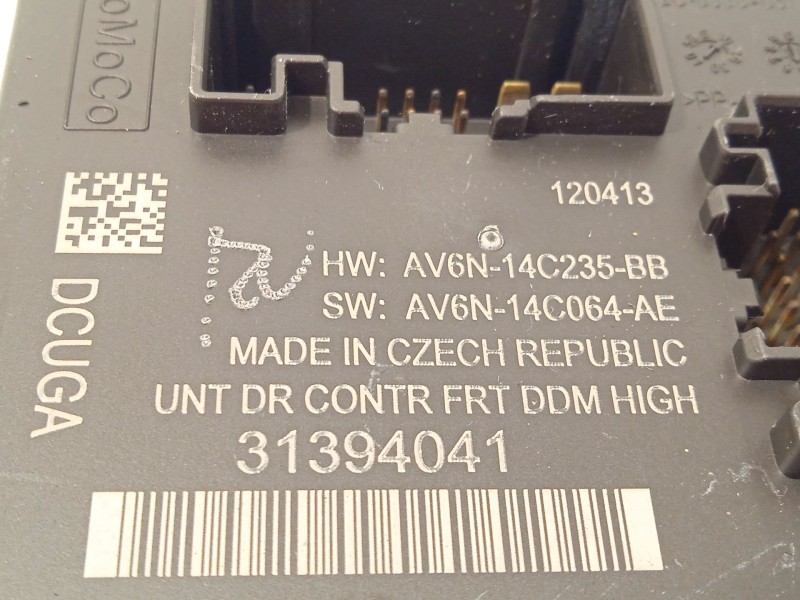 oMoCo
120413
HW: AV6N-14C235-BB
SW: AV6N-14C064-AE
MADE IN CZECH REPUBLIC
UNT DR CONTR FRT DDM HIGH
31394041
DCUGA